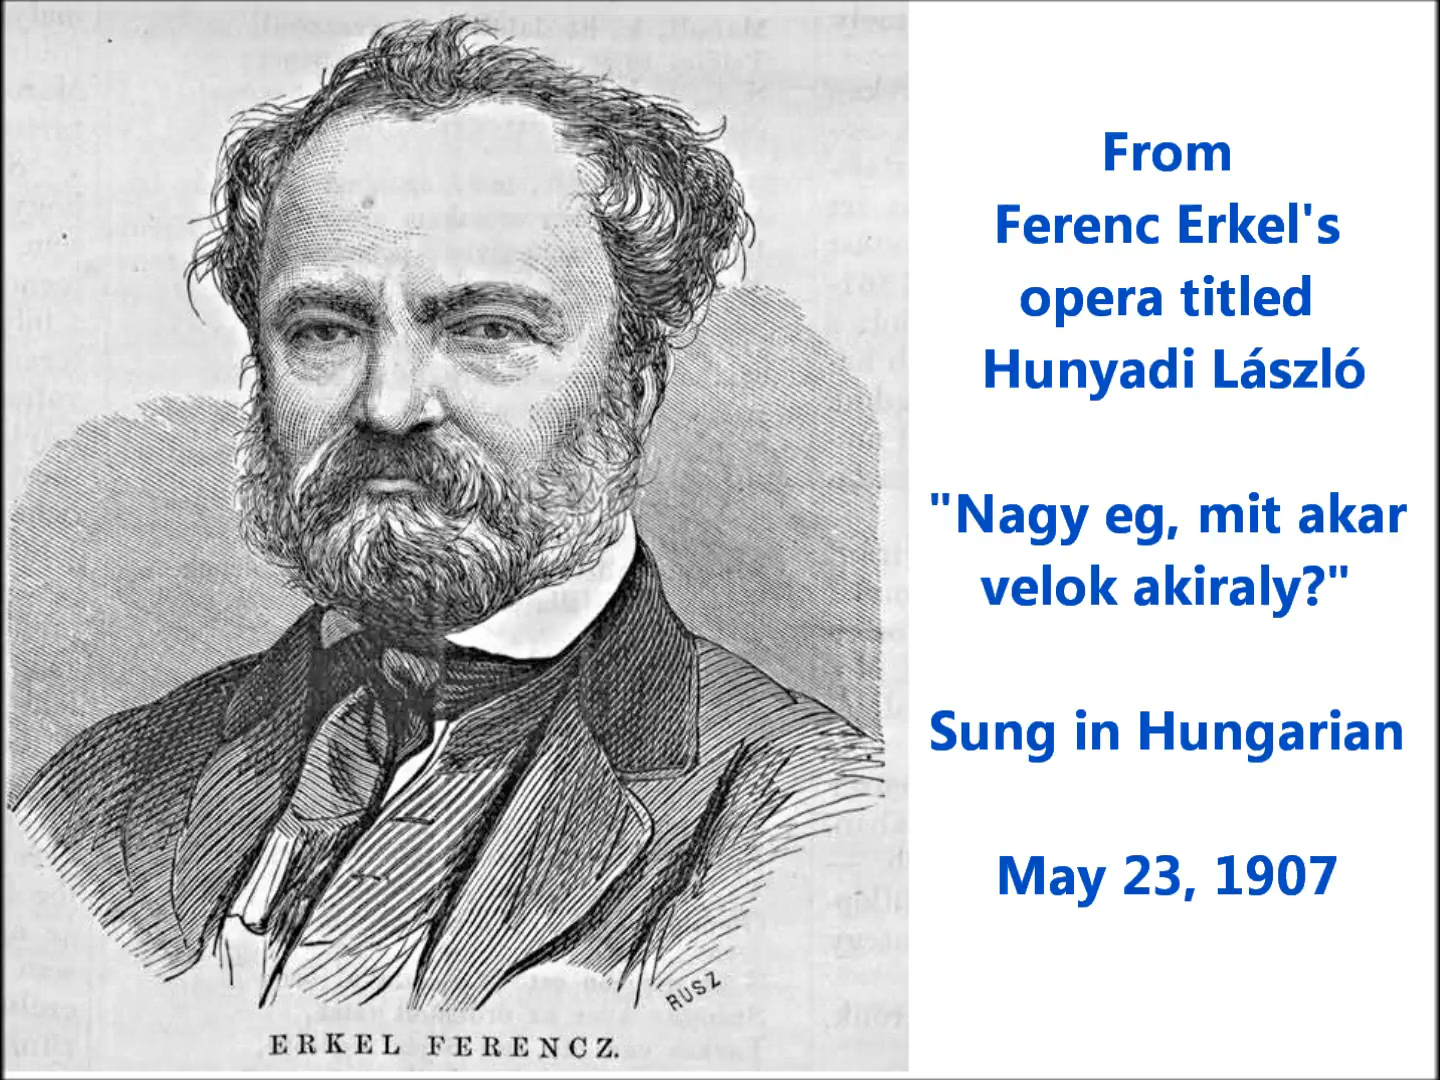 From
Ferenc Erkel's
opera titled
Hunyadi László
"Nagy eg, mit akar
velok akiraly?"
Sung in Hungarian
May 23, 1907
RUSZ
ERKEL FERENCZ.